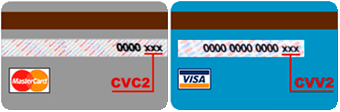 0000 xxx
MasterCard
CVC2
0000 0000 0000 xxx
VISA
CVV2